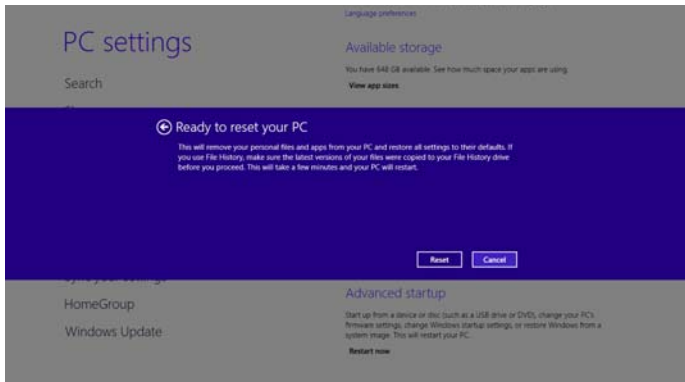 Language preferences
PC settings
Available storage
You have 648 GB available. See how much space your apps are using.
View app sizes
Search
Ready to reset your PC
This will remove your personal files and apps from your PC and restore all settings to their defaults. If
you use File History, make sure the latest versions of your files were copied to your File History drive
before you proceed. This will take a few minutes and your PC will restart.
Reset
Cancel
Advanced startup
HomeGroup
Start up from a device or disc (such as a USB drive or DVD), change your PC's
firmware settings, change Windows startup settings, or restore Windows from a
system image. This will restart your PC.
Windows Update
Restart now